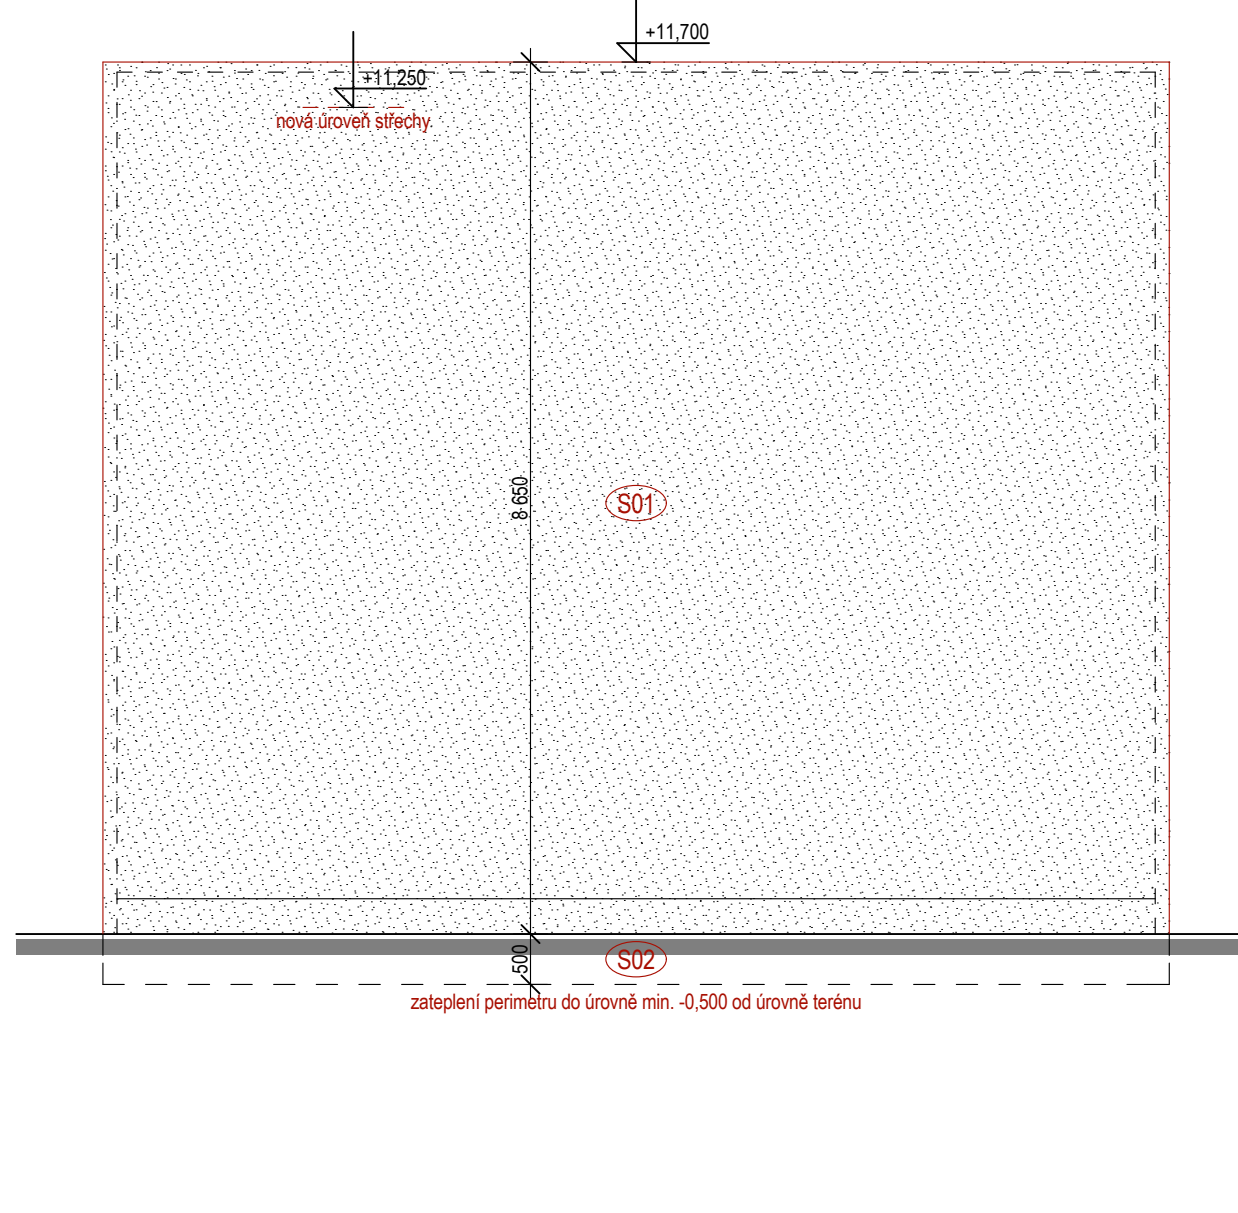 +11,700
+11,250
nová úroveň střechy
8 650
S01
500
S02
zateplení perimetru do úrovně min. -0,500 od úrovně terénu